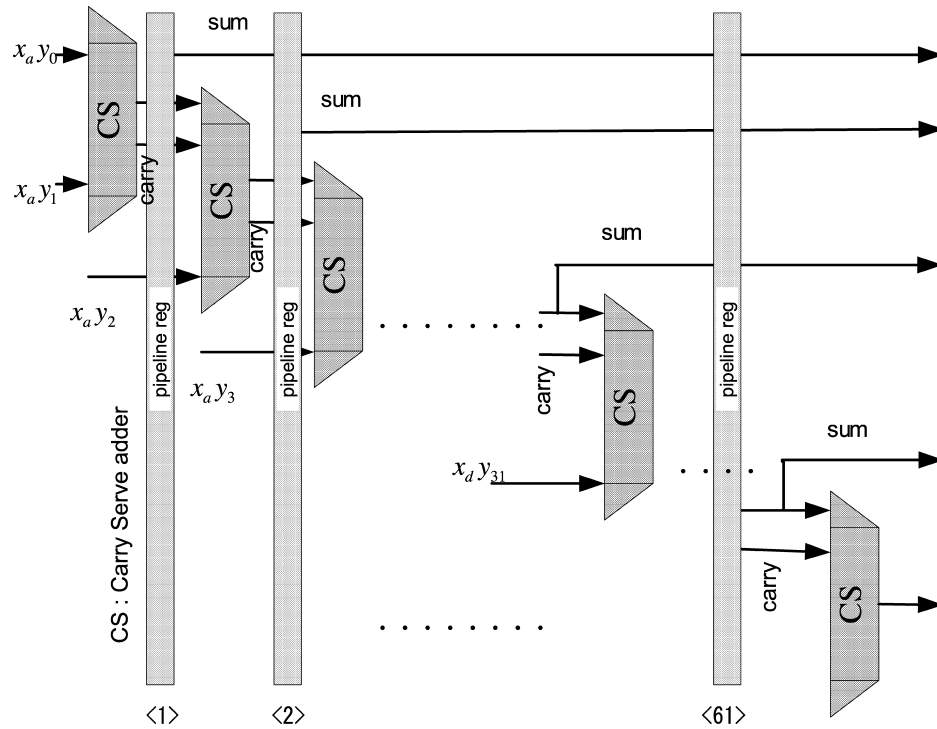 sum
x_a y_0
CS
sum
carry
x_a y_1
CS
carry
sum
CS
x_a y_2
pipeline reg
pipeline reg
pipeline reg
. . . . . . . .
x_a y_3
carry
CS
sum
x_d y_31
. . . .
CS : Carry Serve adder
carry
CS
. . . . . . . .
<1>
<2>
<61>